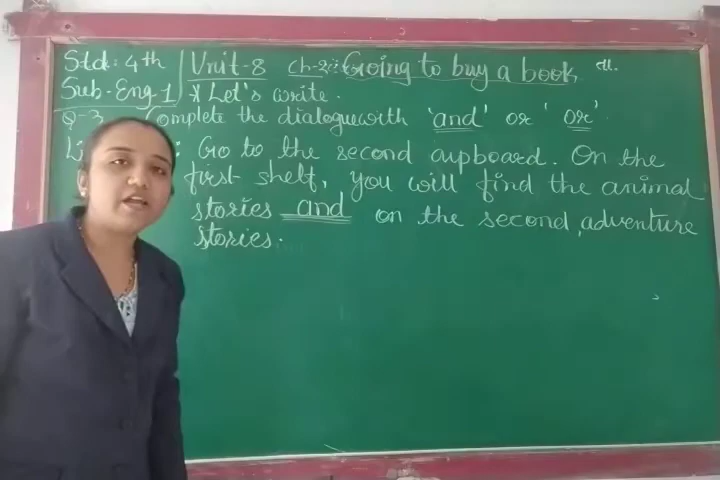 Std: 4th Unit-8 ch-2: Going to buy a book
Sub-Eng-1 * Let's write.
Q-3 Complete the dialogue with 'and' or 'or'.
Go to the second cupboard. On the
first shelf, you will find the animal
stories and on the second, adventure
stories.